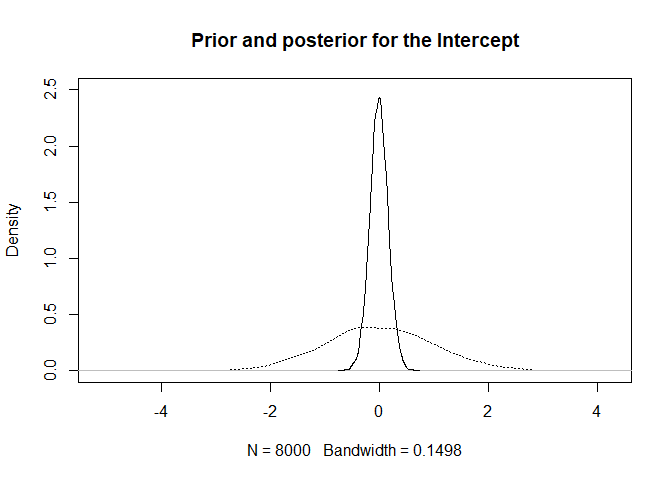 Prior and posterior for the Intercept
Density
2.5
2.0
1.5
1.0
0.5
0.0
-4 -2 0 2 4
N = 8000 Bandwidth = 0.1498